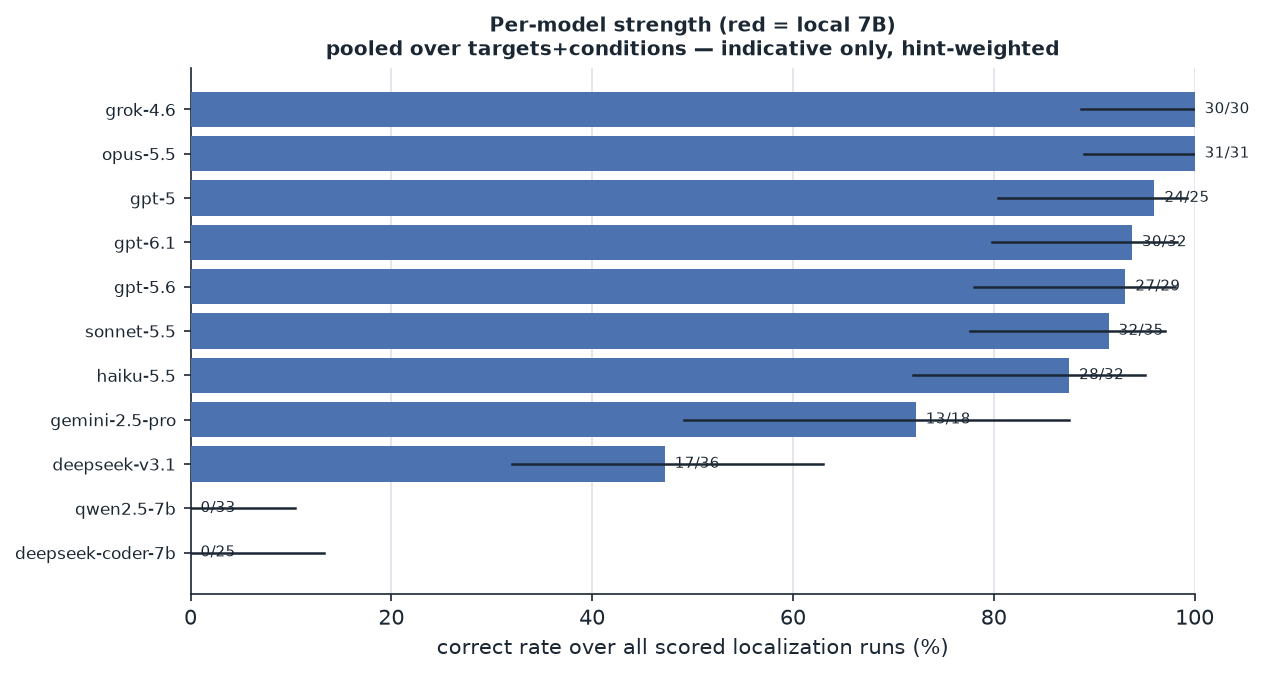 Per-model strength (red = local 7B)
pooled over targets+conditions — indicative only, hint-weighted
grok-4.6 30/30
opus-5.5 31/31
gpt-5 24/25
gpt-6.1 30/32
gpt-5.6 27/29
sonnet-5.5 32/35
haiku-5.5 28/32
gemini-2.5-pro 13/18
deepseek-v3.1 17/36
qwen2.5-7b 0/33
deepseek-coder-7b 0/25
0 20 40 60 80 100
correct rate over all scored localization runs (%)